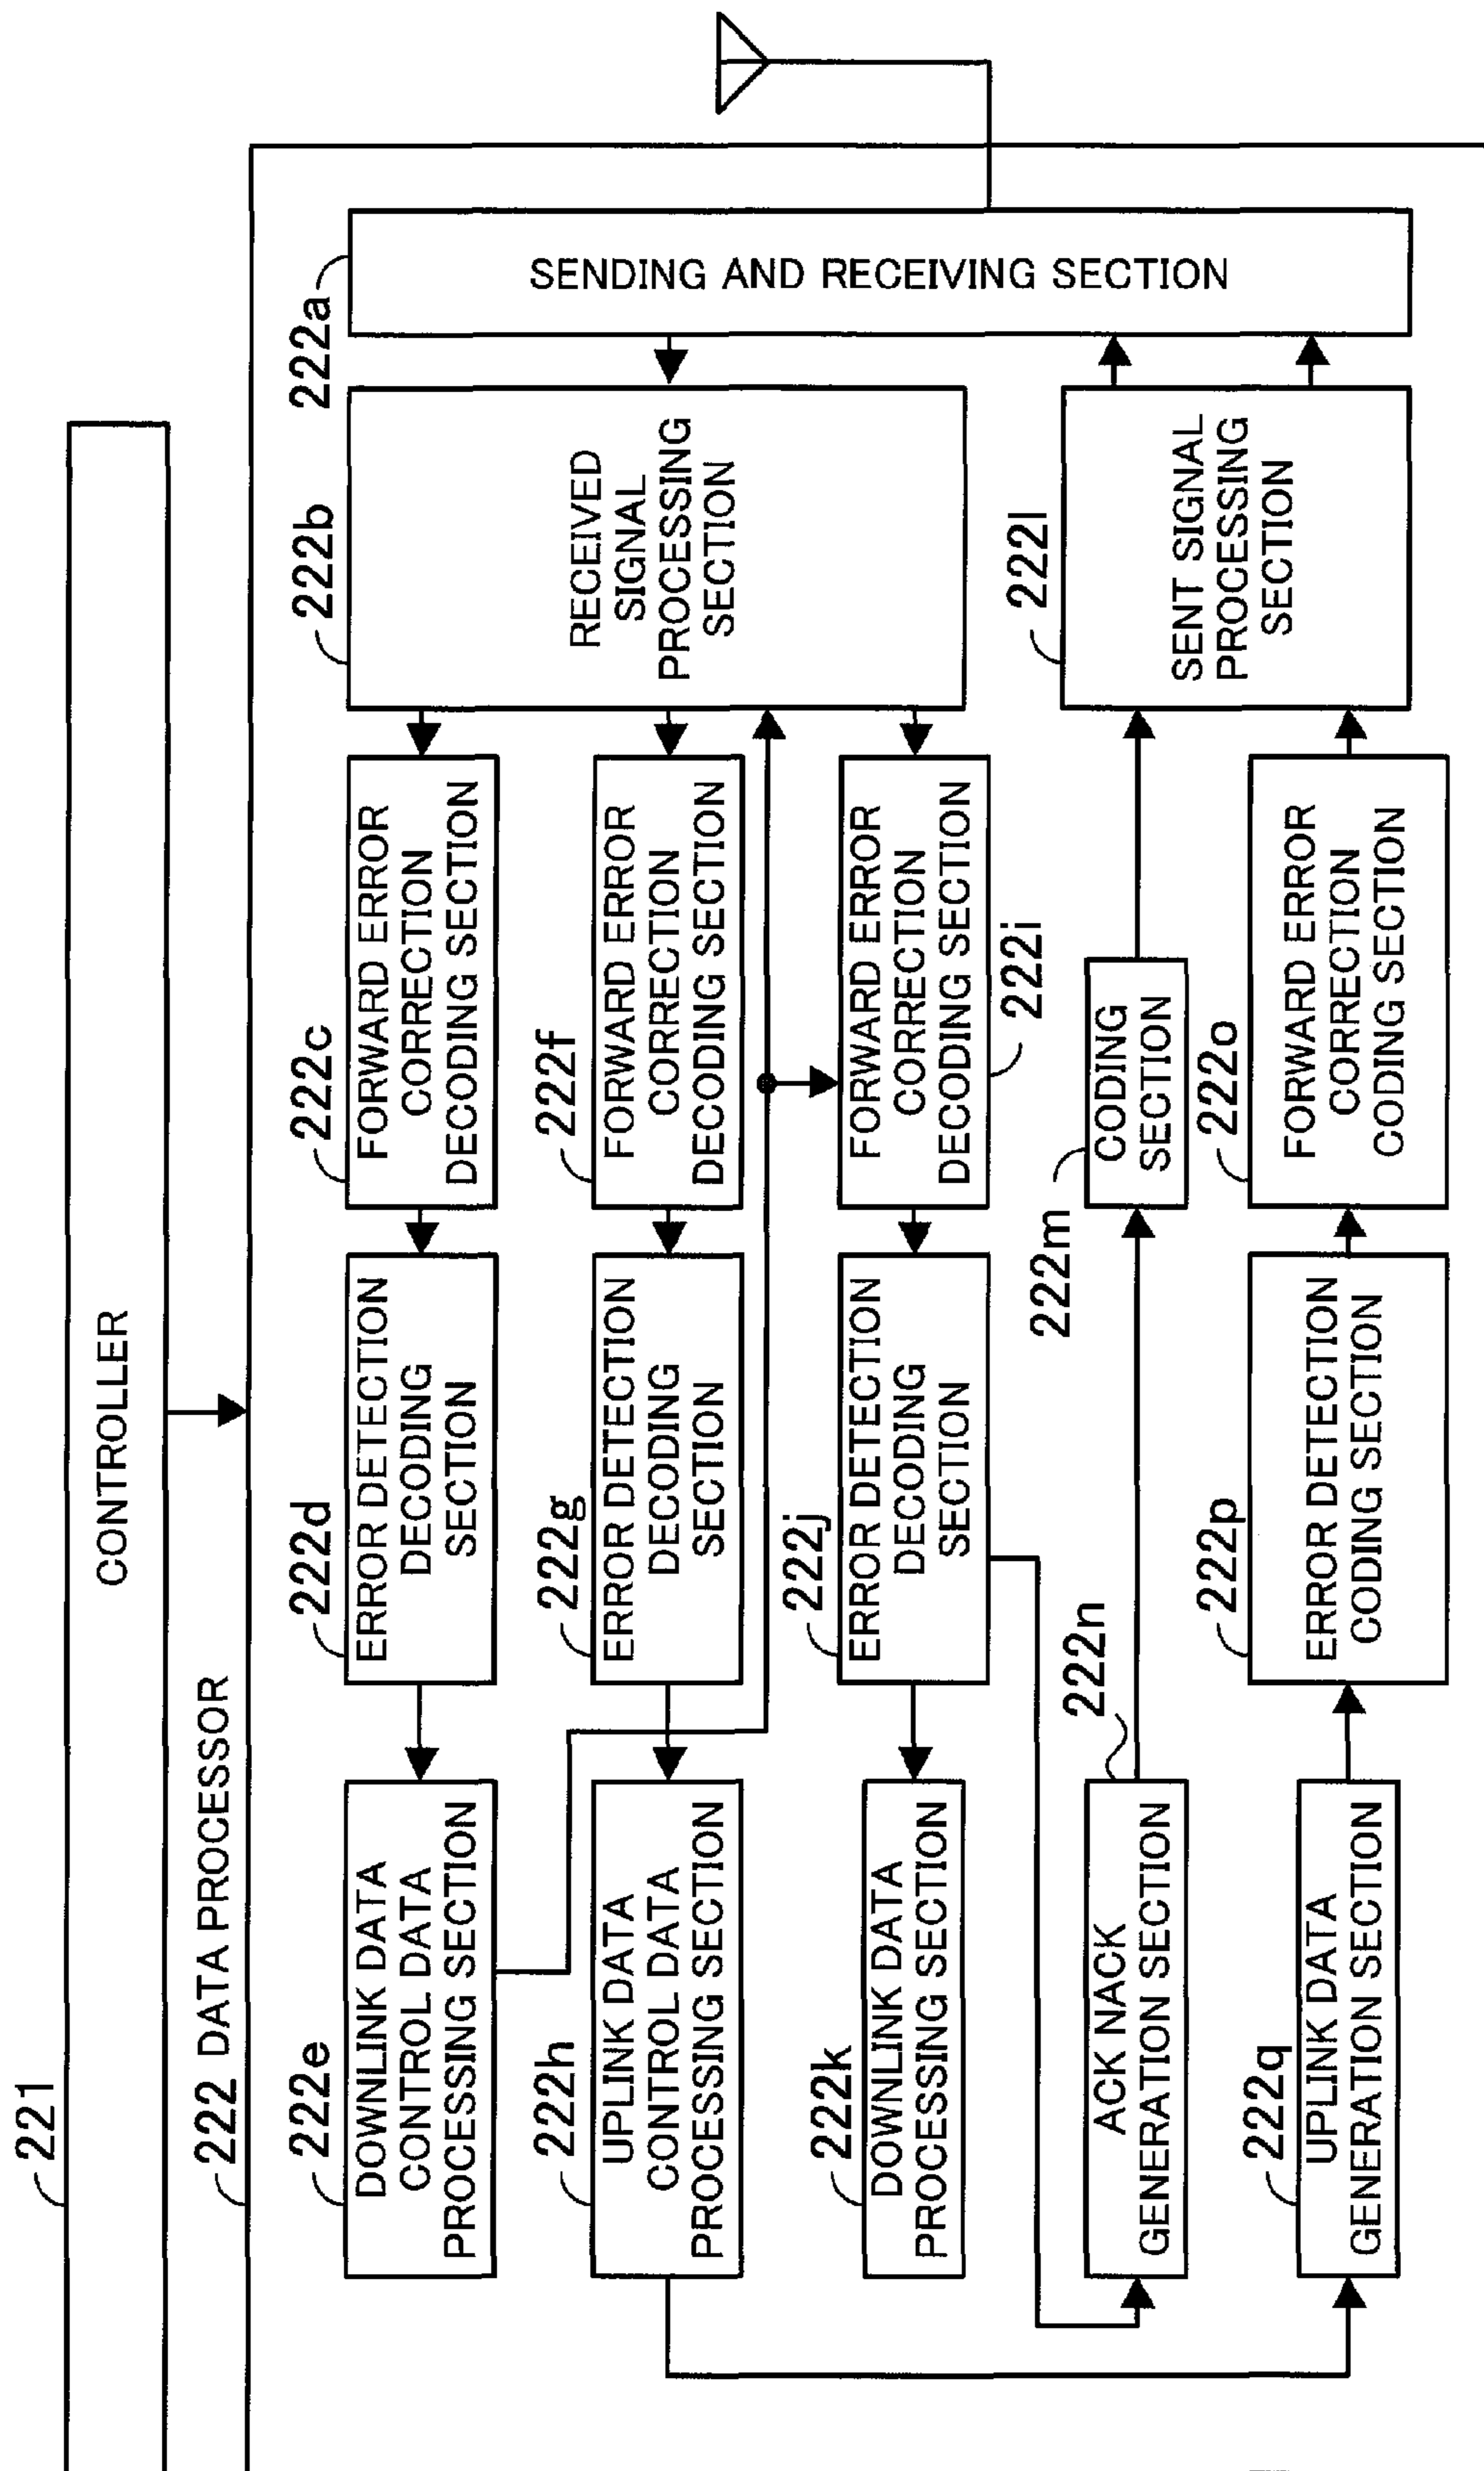 221
CONTROLLER
222 DATA PROCESSOR
222e
DOWNLINK DATA
CONTROL DATA
PROCESSING SECTION
222d
ERROR DETECTION
DECODING
SECTION
222c
FORWARD ERROR
CORRECTION
DECODING SECTION
222b
RECEIVED
SIGNAL
PROCESSING
SECTION
222a
SENDING AND RECEIVING SECTION
222h
UPLINK DATA
CONTROL DATA
PROCESSING SECTION
222g
ERROR DETECTION
DECODING
SECTION
222f
FORWARD ERROR
CORRECTION
DECODING SECTION
222k
DOWNLINK DATA
PROCESSING SECTION
222j
ERROR DETECTION
DECODING
SECTION
FORWARD ERROR
CORRECTION
DECODING SECTION
222i
ACK NACK
GENERATION SECTION
222n
222m
CODING
SECTION
222l
SENT SIGNAL
PROCESSING
SECTION
222q
UPLINK DATA
GENERATION SECTION
222p
ERROR DETECTION
CODING SECTION
222o
FORWARD ERROR
CORRECTION
CODING SECTION